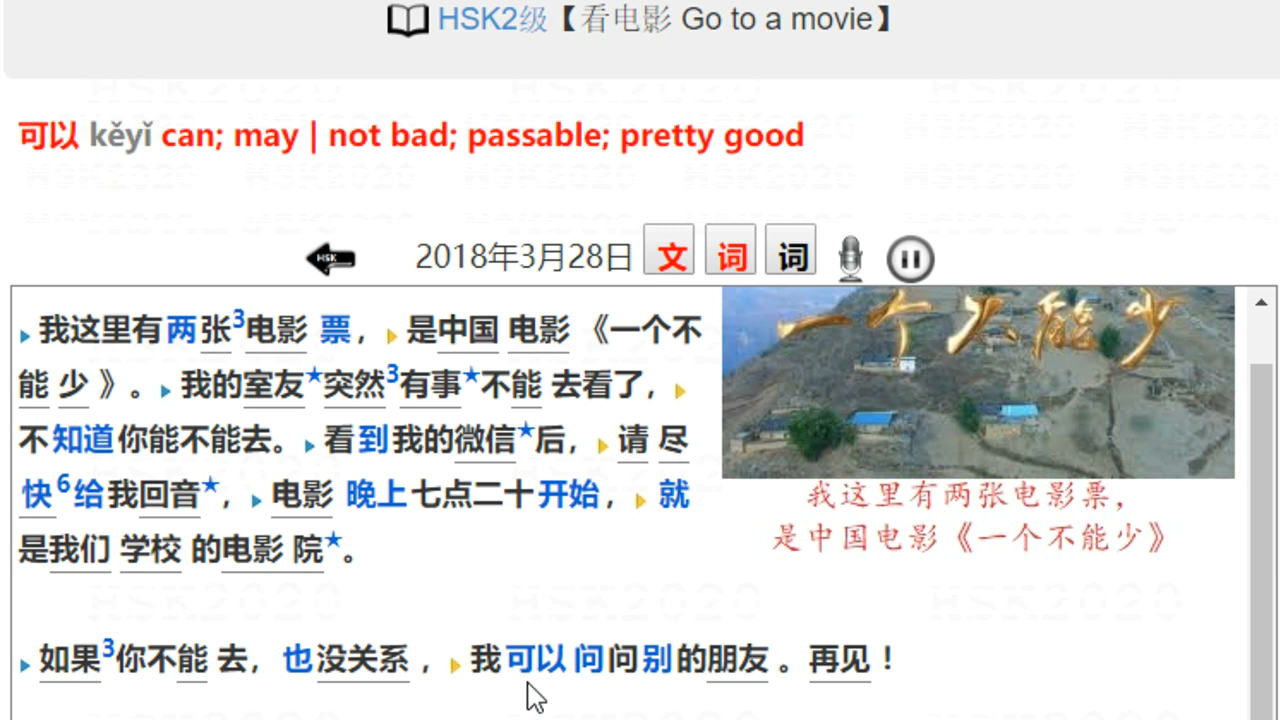 HSK2级【看电影 Go to a movie】
可以 kěyǐ can; may | not bad; passable; pretty good
HSK 2018年3月28日 文 词 词
我这里有两张3电影 票，是中国 电影 《一个不
能 少 》。我的室友★突然3有事★不能 去看了，
不知道你能不能去。看到我的微信★后，请 尽
快6给我回音★，电影 晚上七点二十开始，就
是我们 学校 的电影 院★。
如果3你不能 去，也没关系 ，我可以问问别的朋友 。再见！
一个不能少
我这里有两张电影票，
是中国电影《一个不能少》
HSK2020